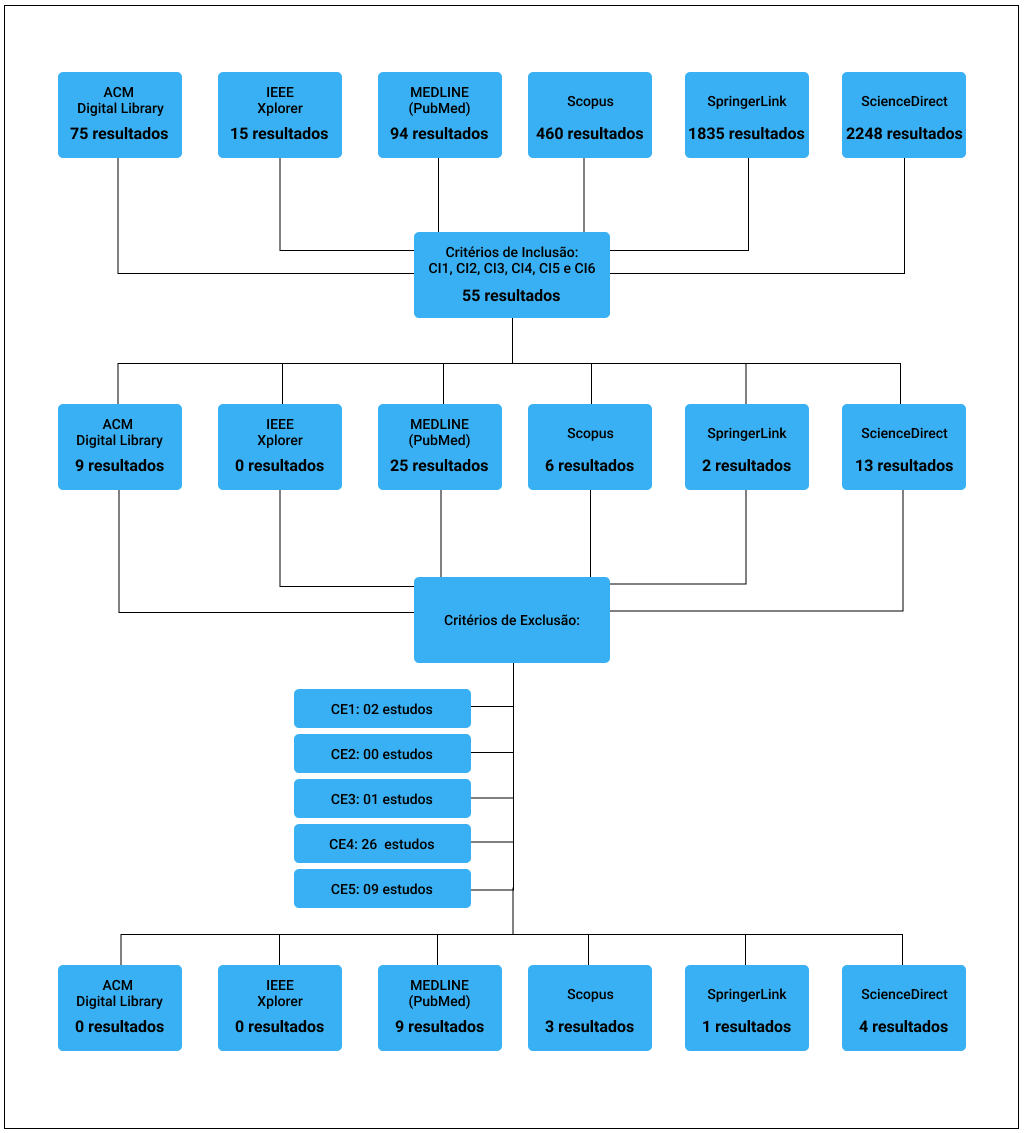 ACM
Digital Library
75 resultados
IEEE
Xplorer
15 resultados
MEDLINE
(PubMed)
94 resultados
Scopus
460 resultados
SpringerLink
1835 resultados
ScienceDirect
2248 resultados
Critérios de Inclusão:
CI1, CI2, CI3, CI4, CI5 e CI6
55 resultados
ACM
Digital Library
9 resultados
IEEE
Xplorer
0 resultados
MEDLINE
(PubMed)
25 resultados
Scopus
6 resultados
SpringerLink
2 resultados
ScienceDirect
13 resultados
Critérios de Exclusão:
CE1: 02 estudos
CE2: 00 estudos
CE3: 01 estudos
CE4: 26 estudos
CE5: 09 estudos
ACM
Digital Library
0 resultados
IEEE
Xplorer
0 resultados
MEDLINE
(PubMed)
9 resultados
Scopus
3 resultados
SpringerLink
1 resultados
ScienceDirect
4 resultados